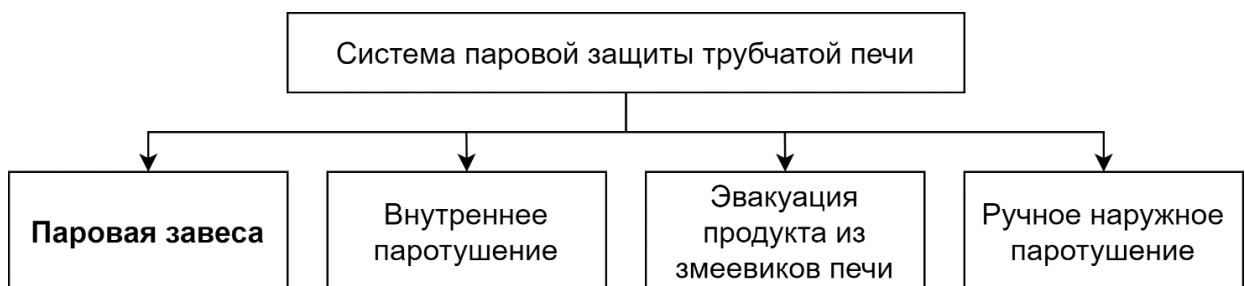 Система паровой защиты трубчатой печи
Паровая завеса
Внутреннее
паротушение
Эвакуация
продукта из
змеевиков печи
Ручное наружное
паротушение